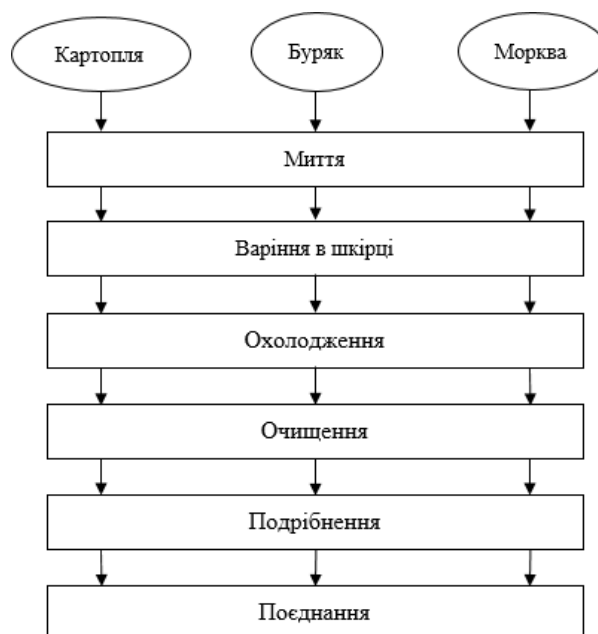 Картопля
Буряк
Морква
Миття
Варіння в шкірці
Охолодження
Очищення
Подрібнення
Поєднання